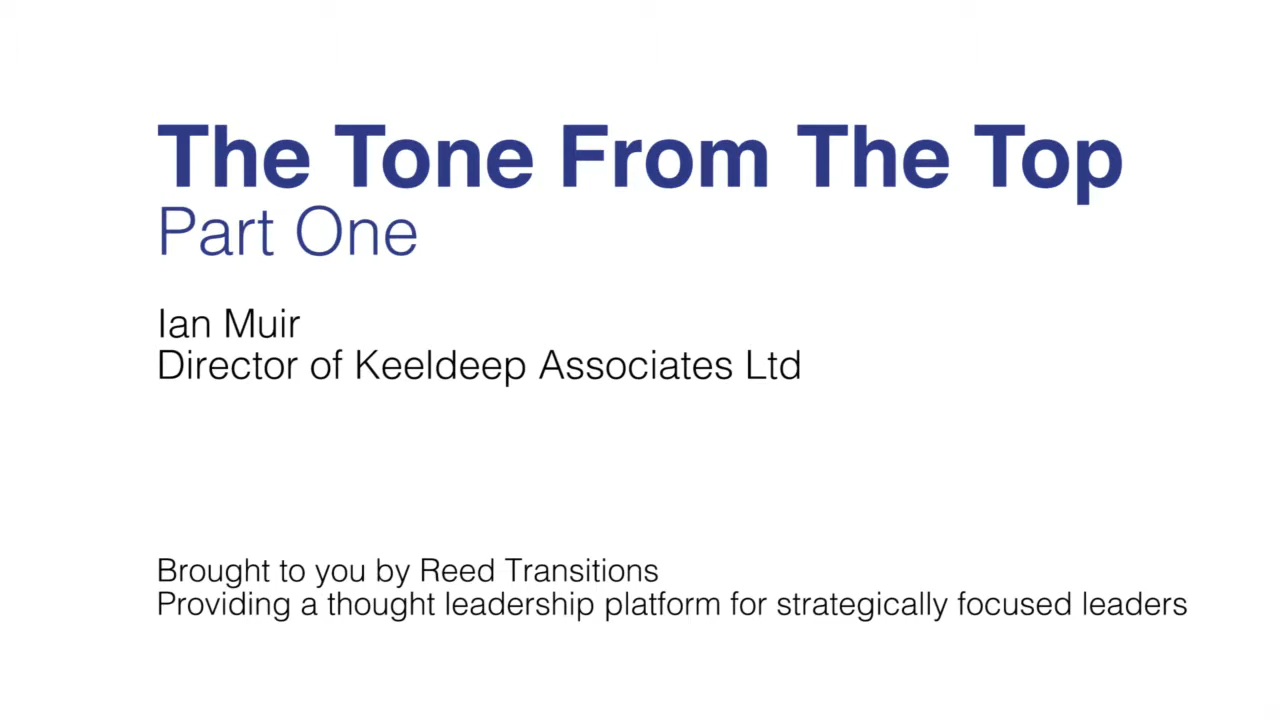 The Tone From The Top
Part One
Ian Muir
Director of Keeldeep Associates Ltd
Brought to you by Reed Transitions
Providing a thought leadership platform for strategically focused leaders